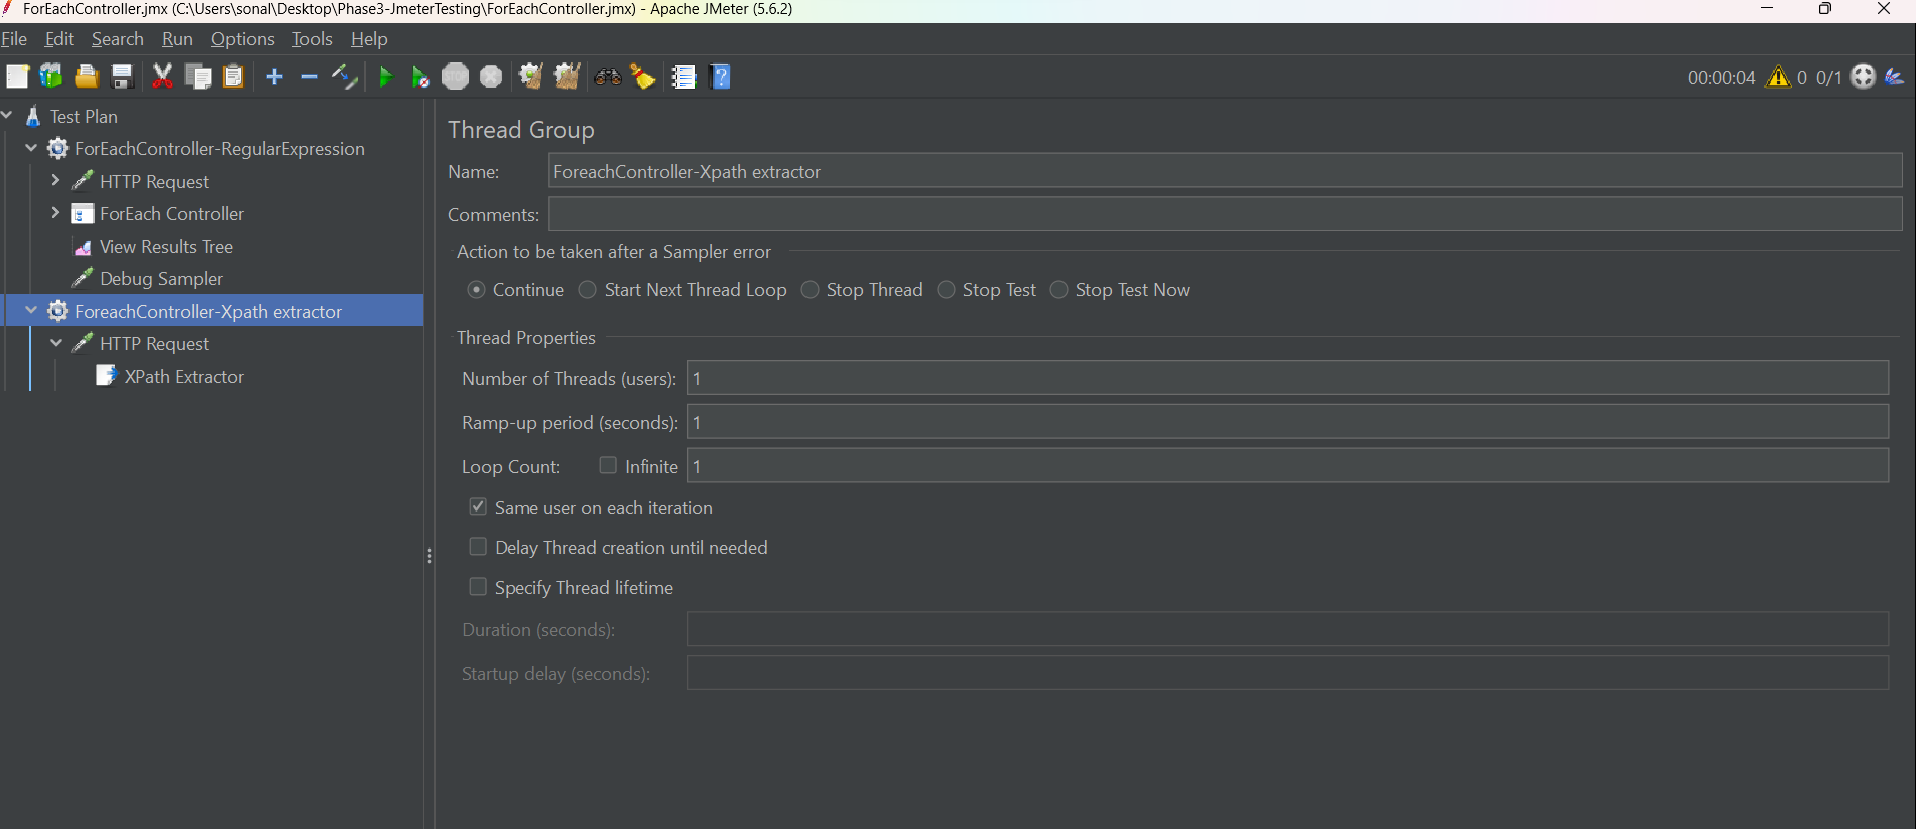 ForEachController.jmx (C:\Users\sonal\Desktop\Phase3-JmeterTesting\ForEachController.jmx) - Apache JMeter (5.6.2)
File Edit Search Run Options Tools Help
STOP
00:00:04 0 0/1
Test Plan
ForEachController-RegularExpression
HTTP Request
ForEach Controller
View Results Tree
Debug Sampler
ForeachController-Xpath extractor
HTTP Request
XPath Extractor
Thread Group
Name: ForeachController-Xpath extractor
Comments:
Action to be taken after a Sampler error
Continue Start Next Thread Loop Stop Thread Stop Test Stop Test Now
Thread Properties
Number of Threads (users): 1
Ramp-up period (seconds): 1
Loop Count: Infinite 1
Same user on each iteration
Delay Thread creation until needed
Specify Thread lifetime
Duration (seconds):
Startup delay (seconds):